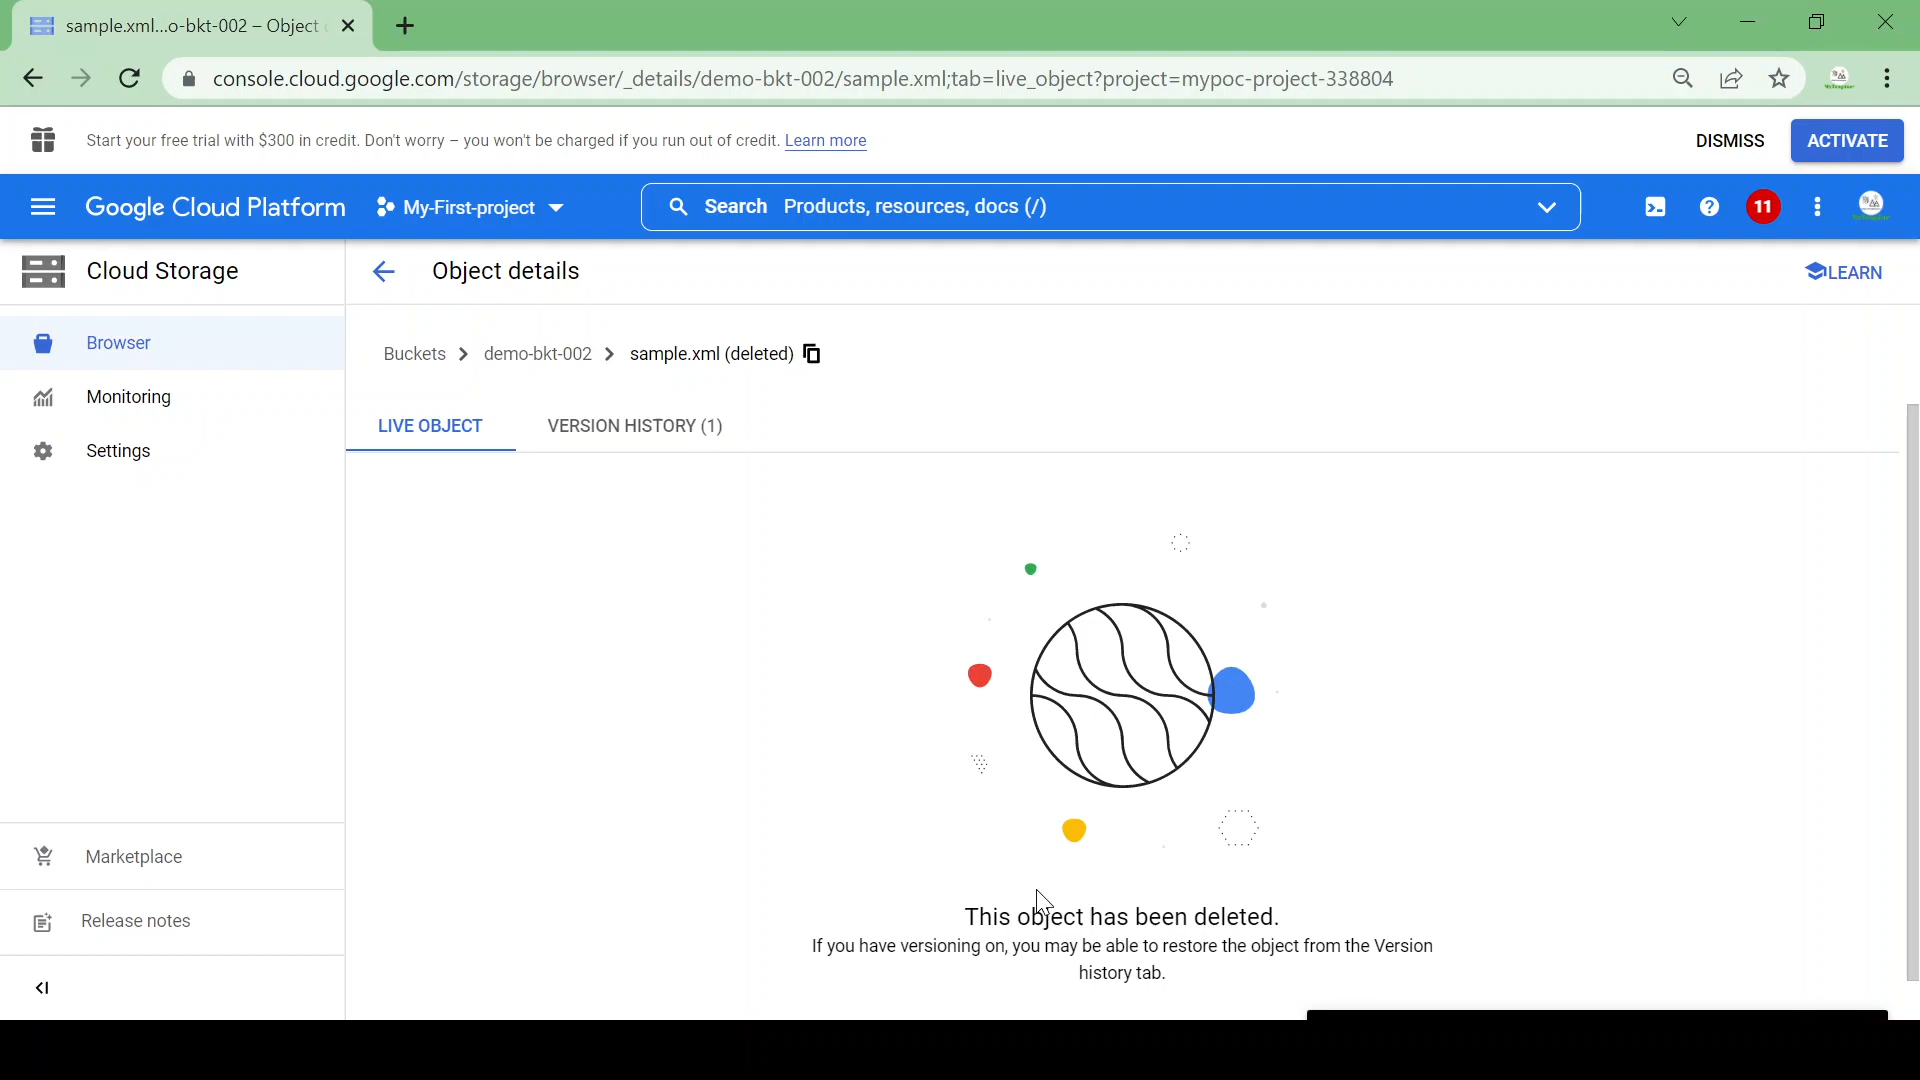 sample.xml...o-bkt-002 – Object
console.cloud.google.com/storage/browser/_details/demo-bkt-002/sample.xml;tab=live_object?project=mypoc-project-338804
Start your free trial with $300 in credit. Don't worry – you won't be charged if you run out of credit. Learn more
DISMISS
ACTIVATE
Google Cloud Platform
My-First-project
Search Products, resources, docs (/)
11
Cloud Storage
Object details
LEARN
Browser
Monitoring
Settings
Buckets
demo-bkt-002
sample.xml (deleted)
LIVE OBJECT
VERSION HISTORY (1)
This object has been deleted.
If you have versioning on, you may be able to restore the object from the Version
history tab.
Marketplace
Release notes